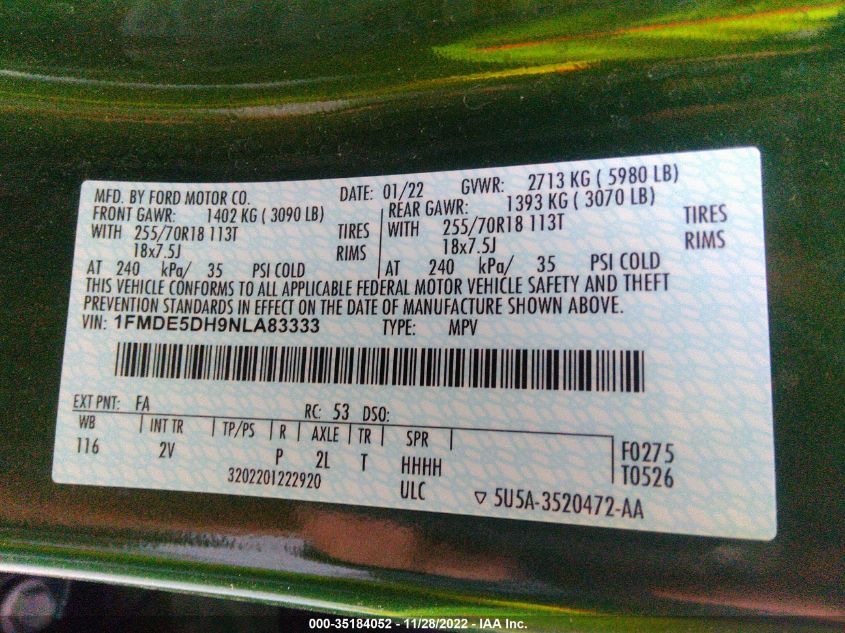 MFD. BY FORD MOTOR CO. DATE: 01/22 GVWR: 2713 KG ( 5980 LB)
FRONT GAWR: 1402 KG ( 3090 LB) REAR GAWR: 1393 KG ( 3070 LB)
WITH 255/70R18 113T TIRES WITH 255/70R18 113T TIRES
18x7.5J RIMS 18x7.5J RIMS
AT 240 kPa/ 35 PSI COLD AT 240 kPa/ 35 PSI COLD
THIS VEHICLE CONFORMS TO ALL APPLICABLE FEDERAL MOTOR VEHICLE SAFETY AND THEFT
PREVENTION STANDARDS IN EFFECT ON THE DATE OF MANUFACTURE SHOWN ABOVE.
VIN: 1FMDE5DH9NLA83333 TYPE: MPV
EXT PNT: FA RC: 53 DSO:
WB INT TR TP/PS R AXLE TR SPR
116 2V P 2L T HHHH F0275
3202201222920 ULC T0526
▽ 5U5A-3520472-AA
000-35184052 - 11/28/2022 - IAA Inc.